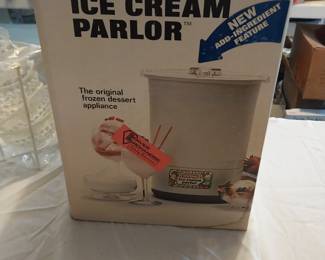 ICE CREAM
PARLOR™
NEW
ADD-INGREDIENT
FEATURE
The original
frozen dessert
appliance